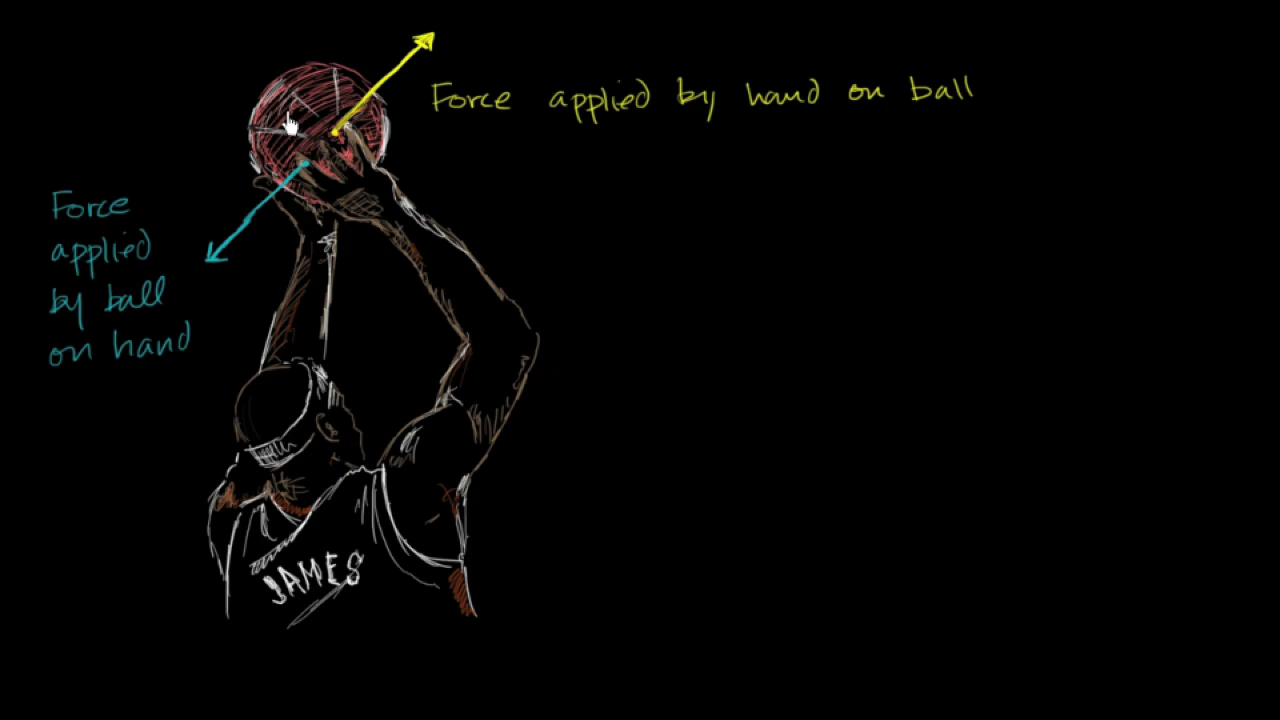 Force applied by hand on ball
Force
applied
by ball
on hand
JAMES